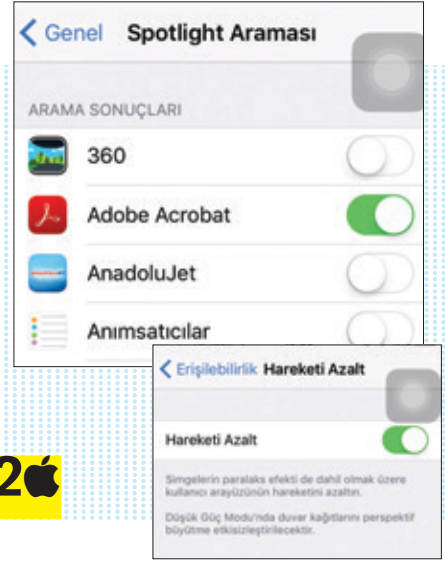 Genel Spotlight Araması
ARAMA SONUÇLARI
360
Adobe Acrobat
AnadoluJet
Anımsatıcılar
Erişilebilirlik Hareketi Azalt
Hareketi Azalt
Simgelerin paralaks efekti de dahil olmak üzere
kullanıcı arayüzünün hareketini azaltın.
Düşük Güç Modu'nda duvar kağıtlarını perspektif
büyütme etkisizleştirilecektir.
2